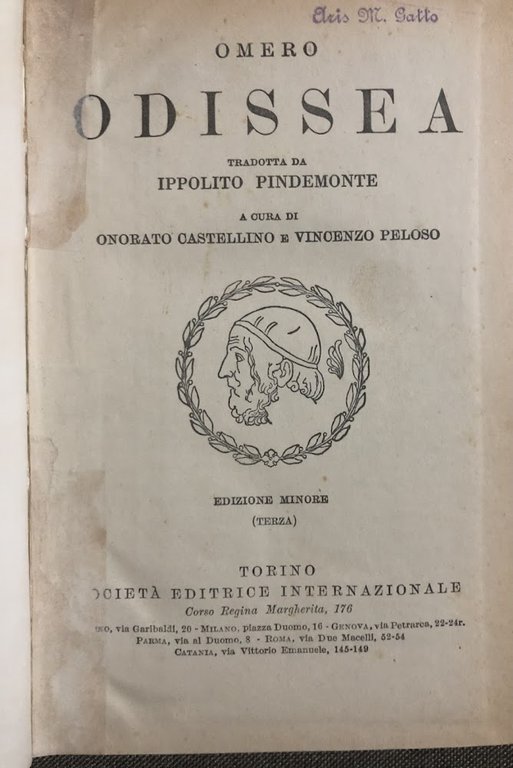 Aris M. Gatto
OMERO
ODISSEA
TRADOTTA DA
IPPOLITO PINDEMONTE
A CURA DI
ONORATO CASTELLINO E VINCENZO PELOSO
EDIZIONE MINORE
(TERZA)
TORINO
OCIETÀ EDITRICE INTERNAZIONALE
Corso Regina Margherita, 176
via Garibaldi, 20 - MILANO, piazza Duomo, 16 - GENOVA, via Petrarca, 22-24r.
PARMA, via al Duomo, 8 - ROMA, via Due Macelli, 52-54
CATANIA, via Vittorio Emanuele, 145-149